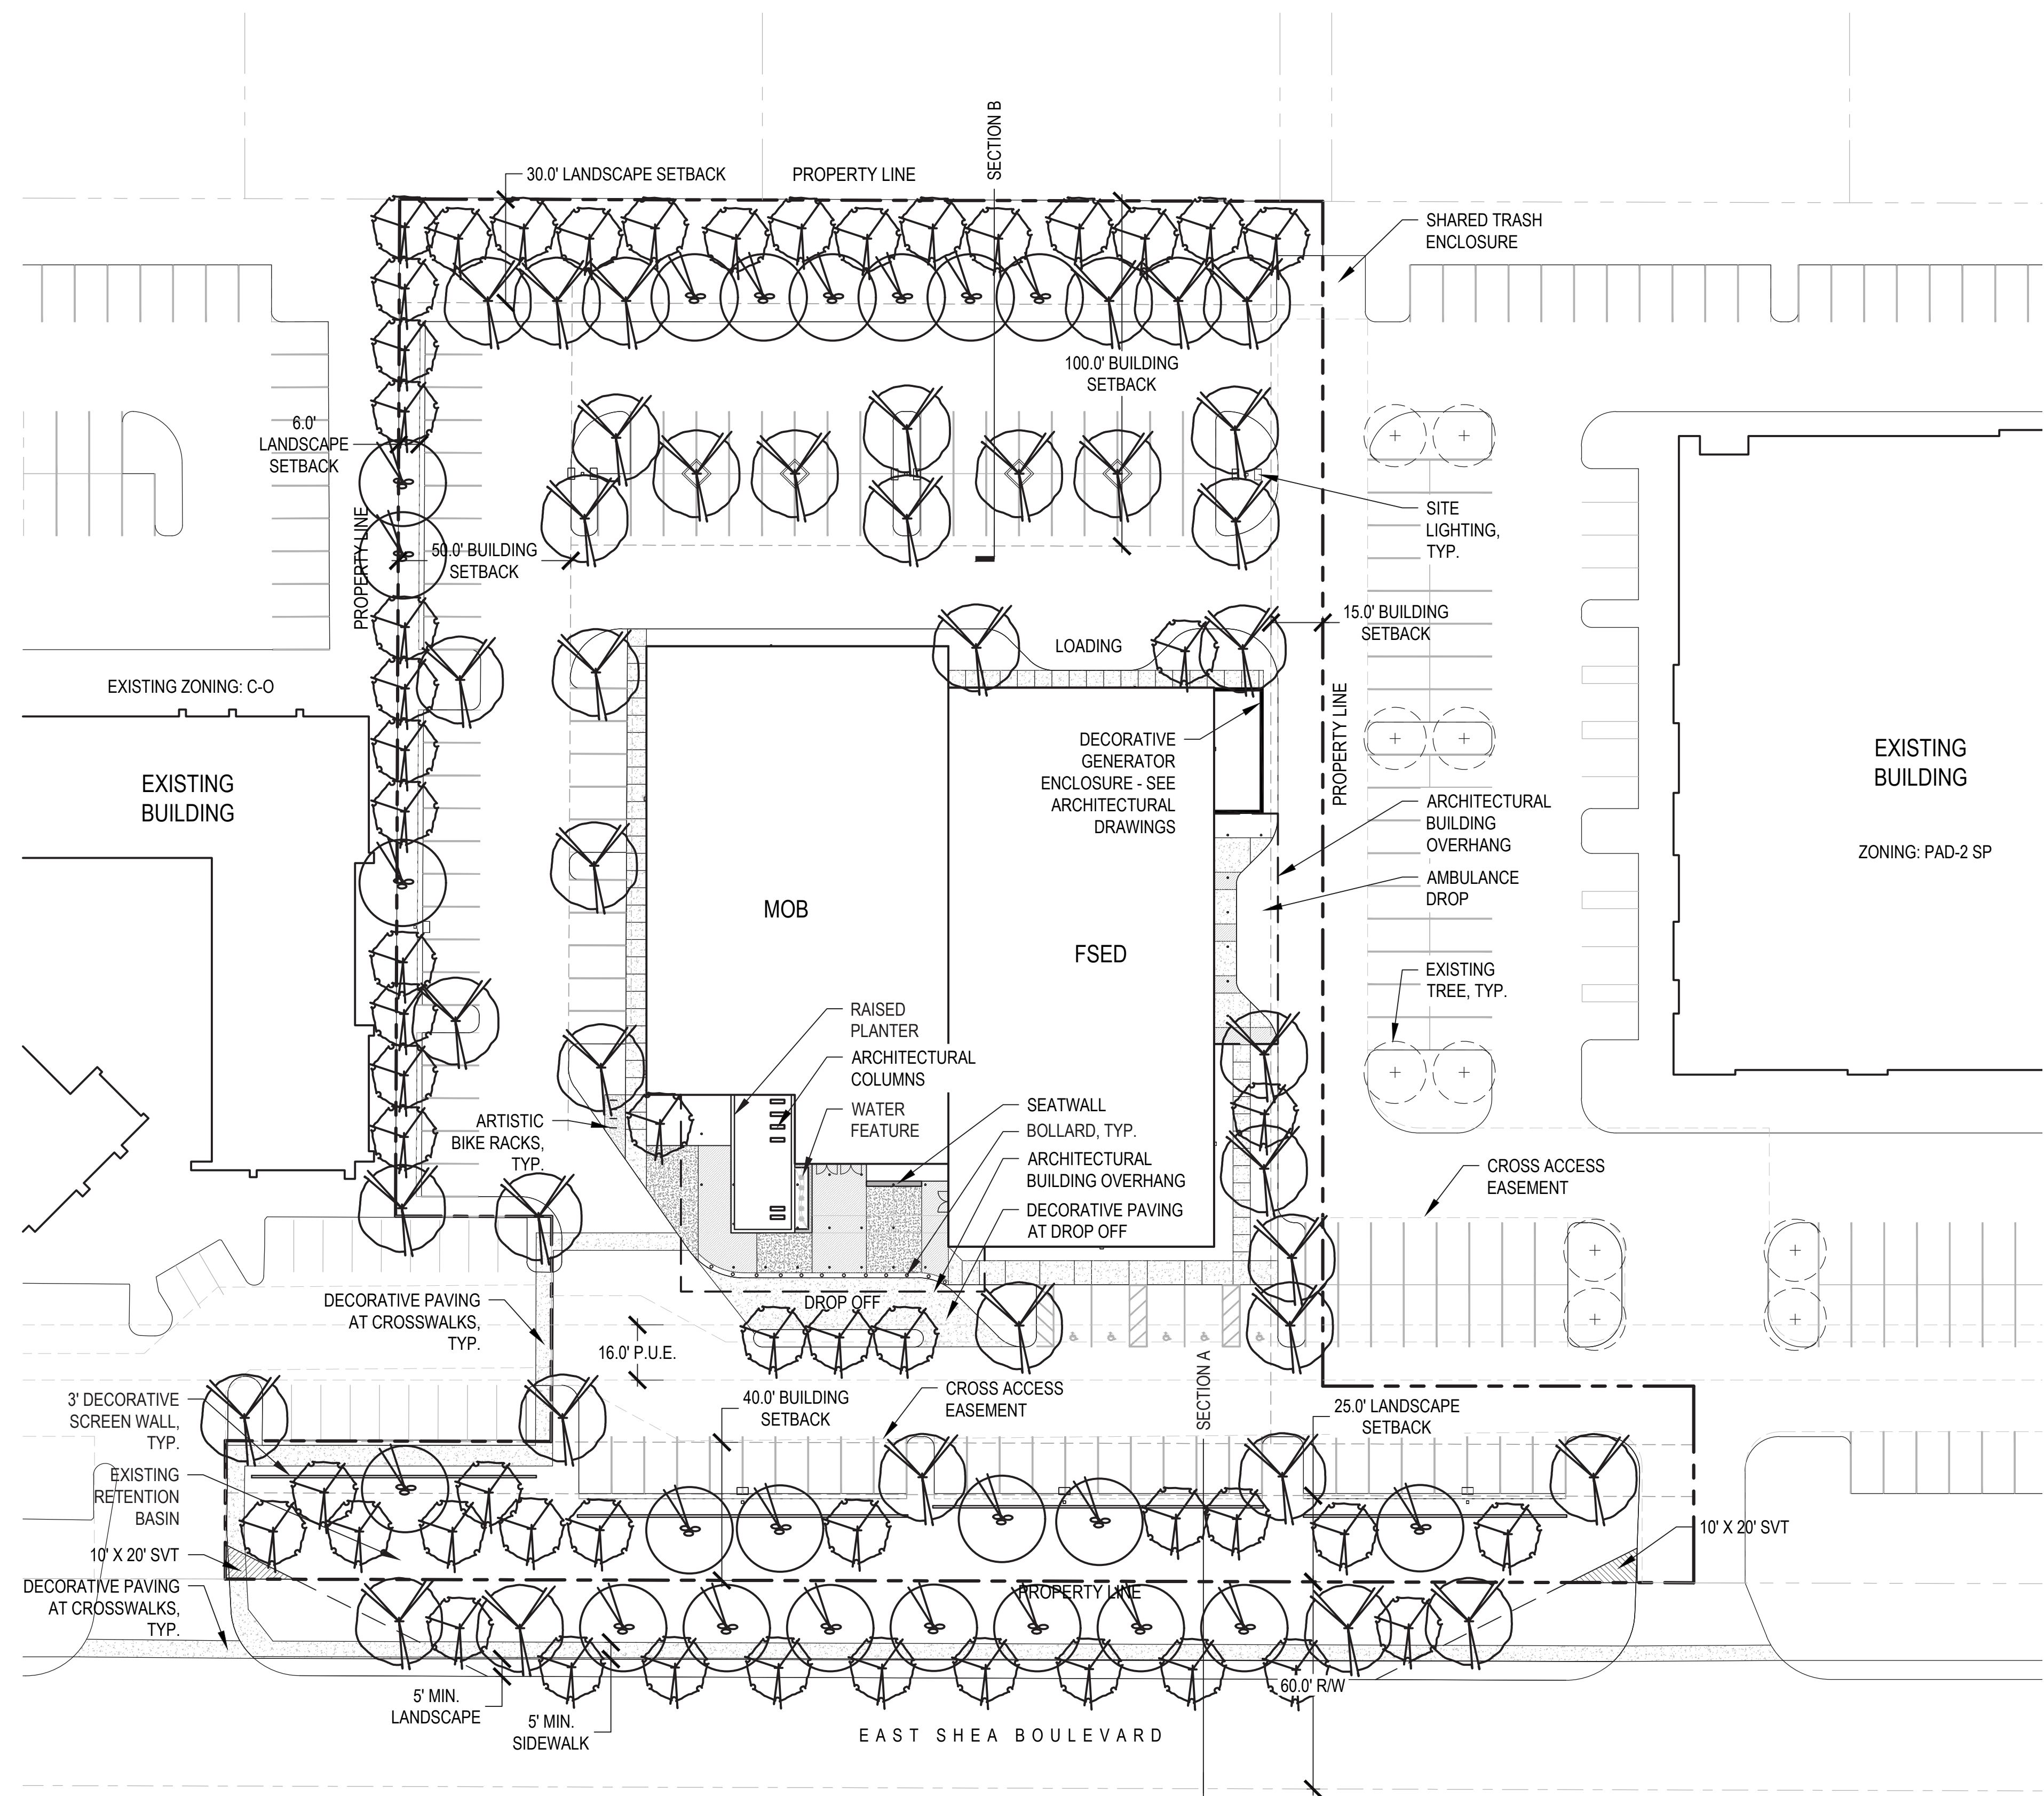 SECTION B
30.0' LANDSCAPE SETBACK
PROPERTY LINE
SHARED TRASH
ENCLOSURE
100.0' BUILDING
SETBACK
6.0'
LANDSCAPE
SETBACK
PROPERTY LINE
50.0' BUILDING
SETBACK
SITE
LIGHTING,
TYP.
15.0' BUILDING
SETBACK
LOADING
EXISTING ZONING: C-O
PROPERTY LINE
DECORATIVE
GENERATOR
ENCLOSURE - SEE
ARCHITECTURAL
DRAWINGS
EXISTING
BUILDING
EXISTING
BUILDING
ARCHITECTURAL
BUILDING
OVERHANG
ZONING: PAD-2 SP
AMBULANCE
DROP
MOB
FSED
EXISTING
TREE, TYP.
RAISED
PLANTER
ARCHITECTURAL
COLUMNS
WATER
FEATURE
SEATWALL
BOLLARD, TYP.
ARCHITECTURAL
BUILDING OVERHANG
DECORATIVE PAVING
AT DROP OFF
ARTISTIC
BIKE RACKS,
TYP.
CROSS ACCESS
EASEMENT
DECORATIVE PAVING
AT CROSSWALKS,
TYP.
DROP OFF
16.0' P.U.E.
SECTION A
40.0' BUILDING
SETBACK
CROSS ACCESS
EASEMENT
25.0' LANDSCAPE
SETBACK
3' DECORATIVE
SCREEN WALL,
TYP.
EXISTING
RETENTION
BASIN
10' X 20' SVT
10' X 20' SVT
DECORATIVE PAVING
AT CROSSWALKS,
TYP.
PROPERTY LINE
5' MIN.
LANDSCAPE
5' MIN.
SIDEWALK
60.0' R/W
EAST SHEA BOULEVARD